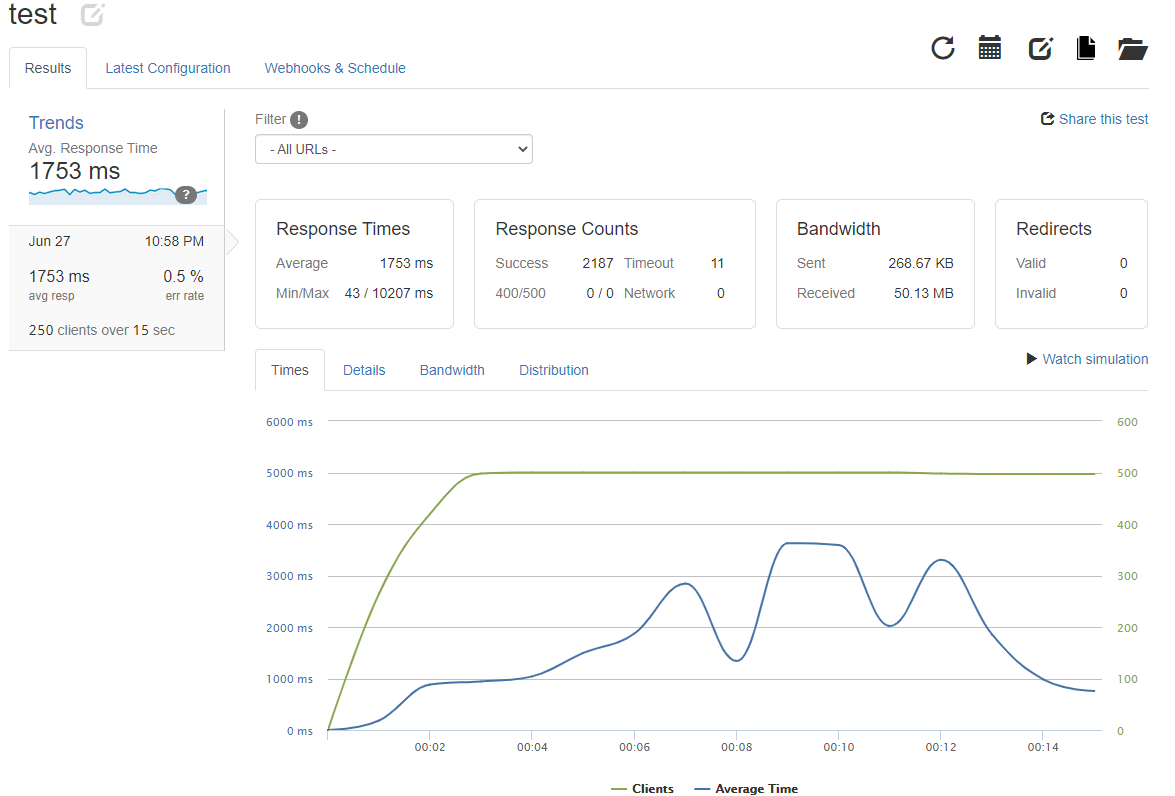 test
Results Latest Configuration Webhooks & Schedule
Trends
Avg. Response Time
1753 ms
?
Jun 27 10:58 PM
1753 ms 0.5 %
avg resp err rate
250 clients over 15 sec
Filter !
- All URLs -
Share this test
Response Times
Average 1753 ms
Min/Max 43 / 10207 ms
Response Counts
Success 2187 Timeout 11
400/500 0 / 0 Network 0
Bandwidth
Sent 268.67 KB
Received 50.13 MB
Redirects
Valid 0
Invalid 0
Times Details Bandwidth Distribution
Watch simulation
6000 ms 600
5000 ms 500
4000 ms 400
3000 ms 300
2000 ms 200
1000 ms 100
0 ms 0
00:02 00:04 00:06 00:08 00:10 00:12 00:14
Clients Average Time